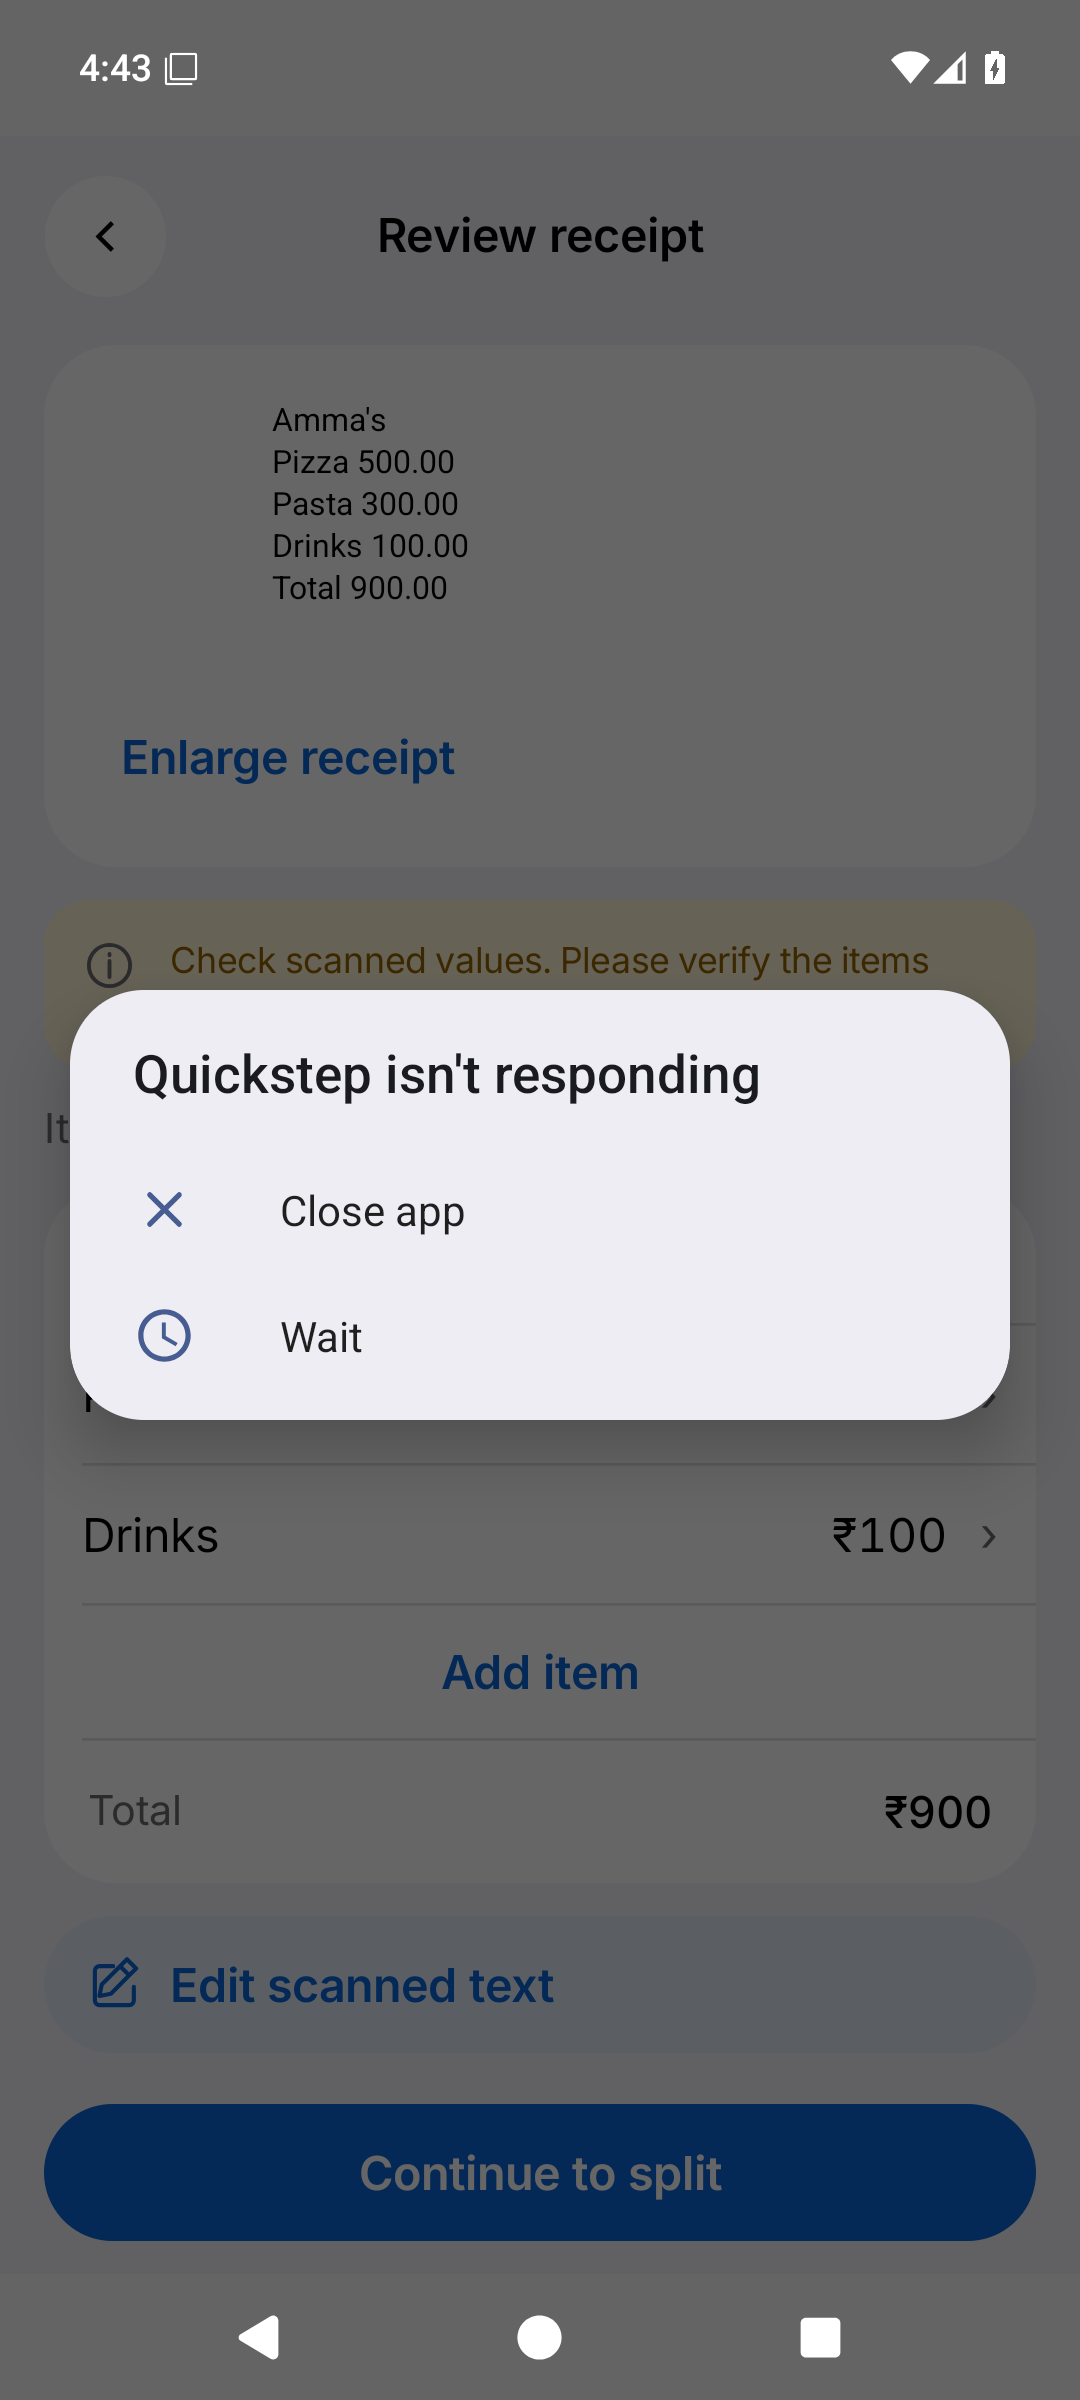 4:43
Review receipt
Amma's
Pizza 500.00
Pasta 300.00
Drinks 100.00
Total 900.00
Enlarge receipt
Check scanned values. Please verify the items
Quickstep isn't responding
Close app
Wait
Drinks ₹100
Add item
Total ₹900
Edit scanned text
Continue to split